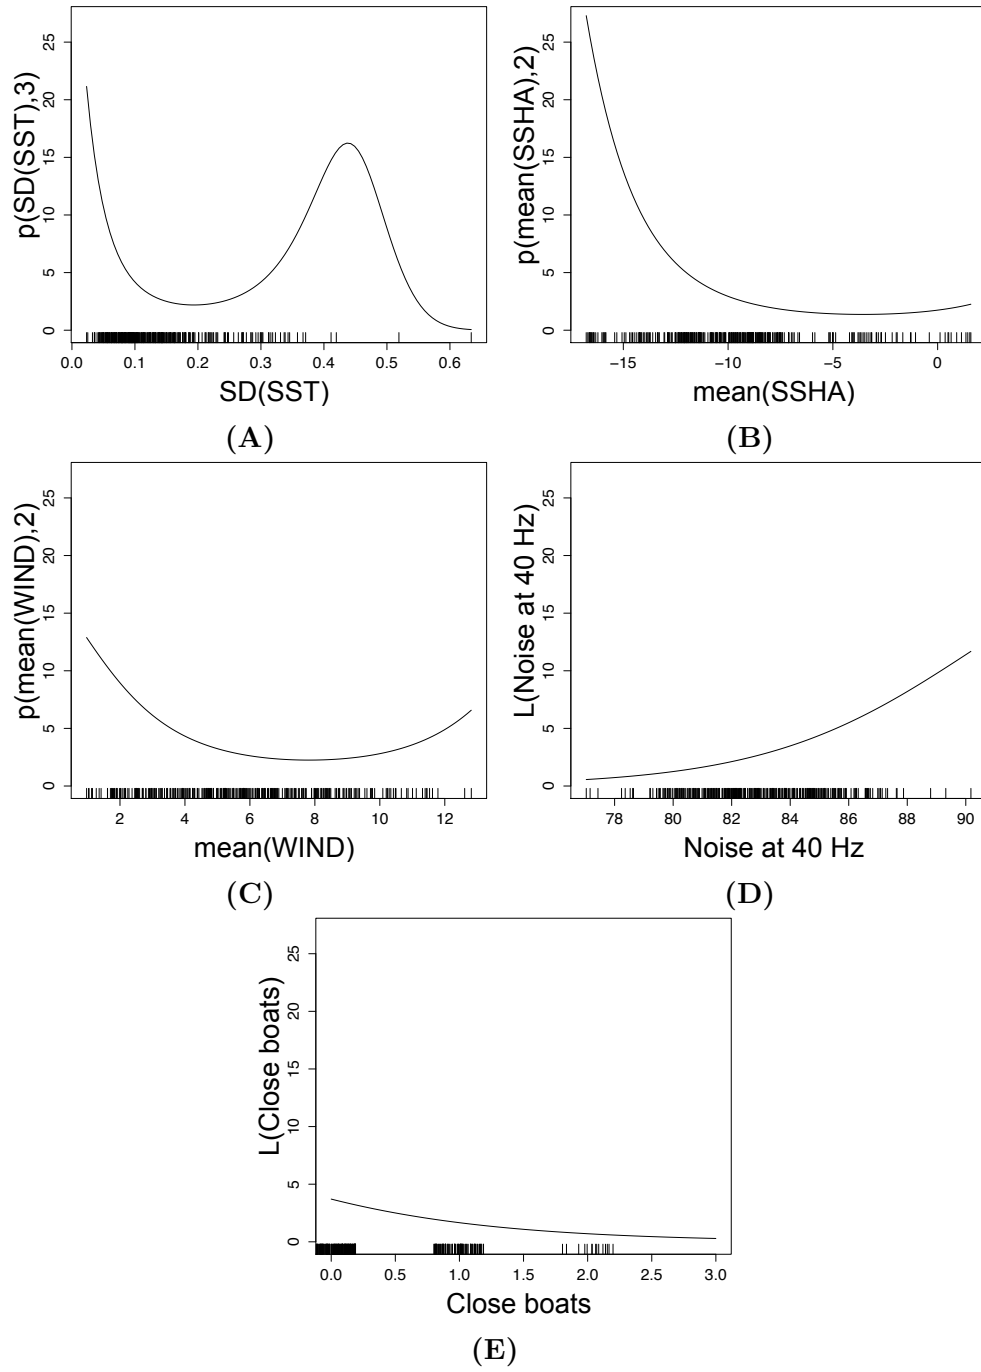 p(SD(SST),3)
25
20
15
10
5
0
0.0 0.1 0.2 0.3 0.4 0.5 0.6
SD(SST)
(A)
p(mean(SSHA),2)
25
20
15
10
5
0
−15 −10 −5 0
mean(SSHA)
(B)
p(mean(WIND),2)
25
20
15
10
5
0
2 4 6 8 10 12
mean(WIND)
(C)
L(Noise at 40 Hz)
25
20
15
10
5
0
78 80 82 84 86 88 90
Noise at 40 Hz
(D)
L(Close boats)
25
20
15
10
5
0
0.0 0.5 1.0 1.5 2.0 2.5 3.0
Close boats
(E)